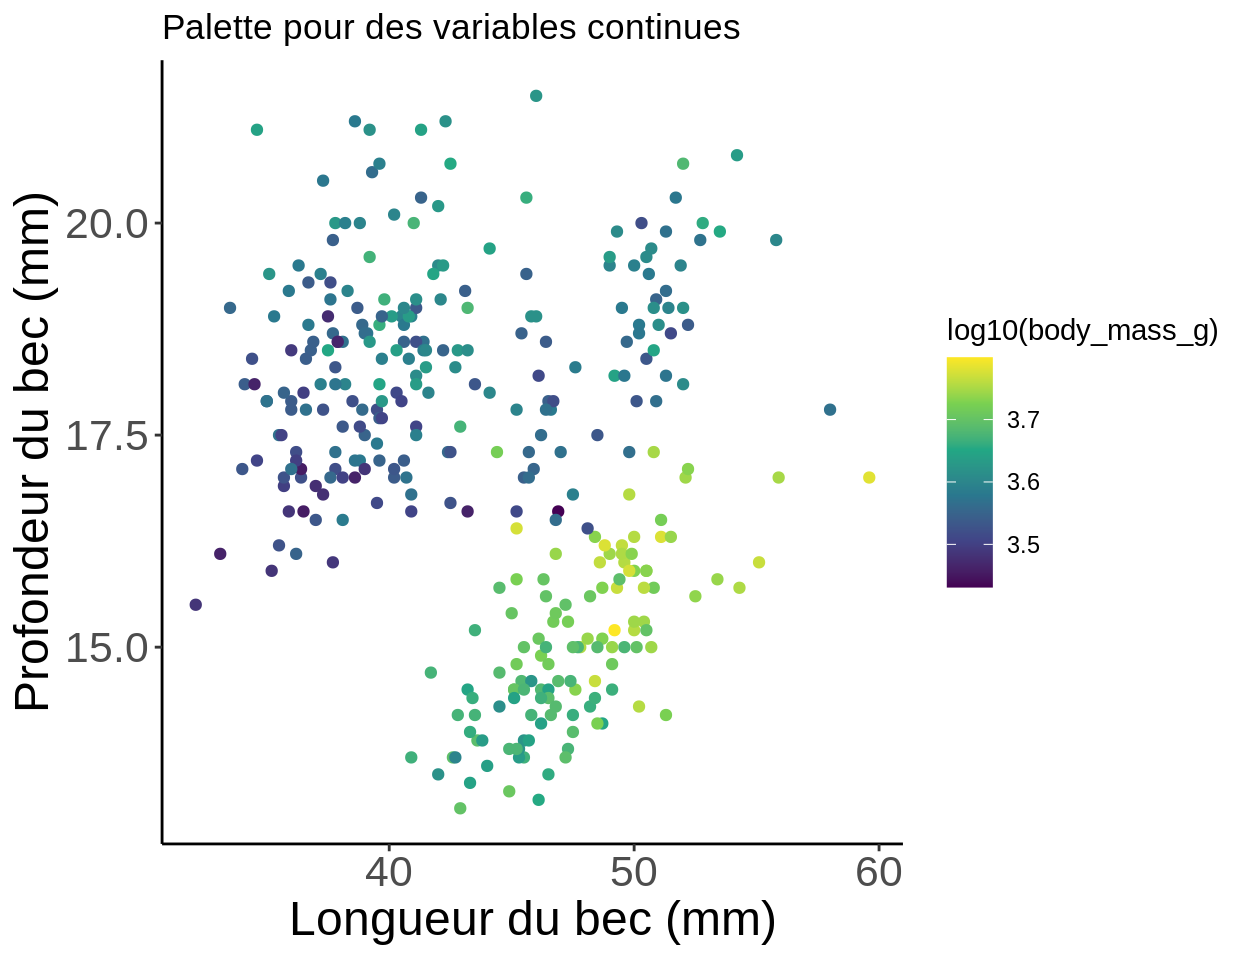 Palette pour des variables continues
Profondeur du bec (mm)
20.0
17.5
15.0
40
50
60
Longueur du bec (mm)
log10(body_mass_g)
3.7
3.6
3.5